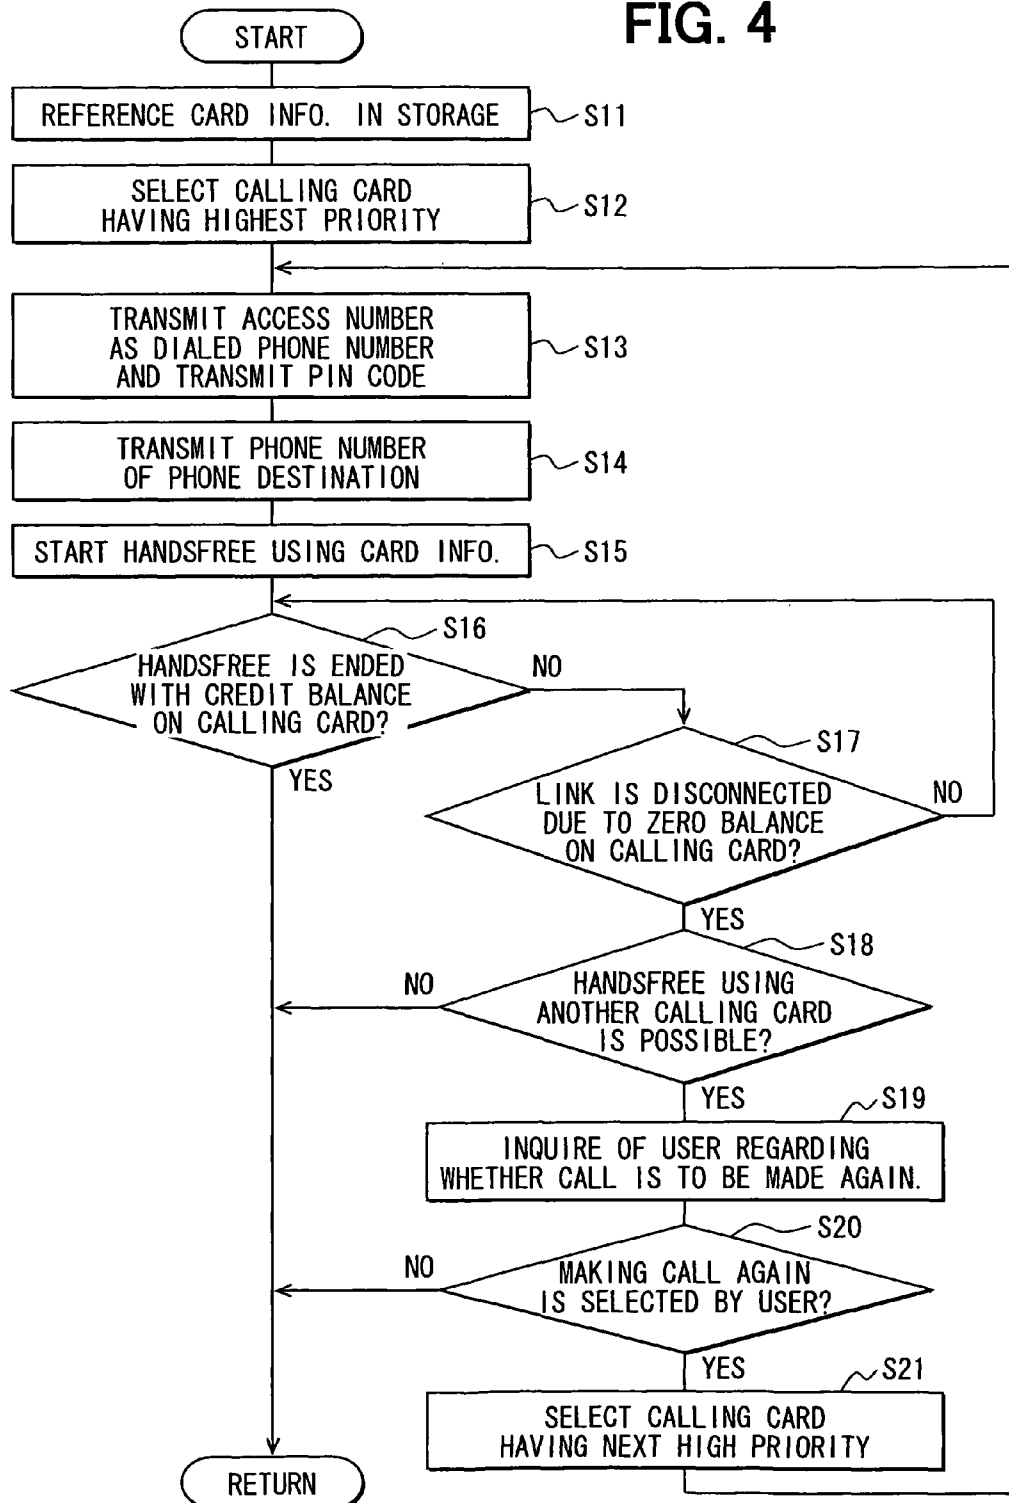 FIG. 4
START
REFERENCE CARD INFO. IN STORAGE
S11
SELECT CALLING CARD
HAVING HIGHEST PRIORITY
S12
TRANSMIT ACCESS NUMBER
AS DIALED PHONE NUMBER
AND TRANSMIT PIN CODE
S13
TRANSMIT PHONE NUMBER
OF PHONE DESTINATION
S14
START HANDSFREE USING CARD INFO.
S15
S16
HANDSFREE IS ENDED
WITH CREDIT BALANCE
ON CALLING CARD?
NO
YES
S17
LINK IS DISCONNECTED
DUE TO ZERO BALANCE
ON CALLING CARD?
NO
YES
S18
HANDSFREE USING
ANOTHER CALLING CARD
IS POSSIBLE?
NO
YES
S19
INQUIRE OF USER REGARDING
WHETHER CALL IS TO BE MADE AGAIN.
S20
MAKING CALL AGAIN
IS SELECTED BY USER?
NO
YES
S21
SELECT CALLING CARD
HAVING NEXT HIGH PRIORITY
RETURN